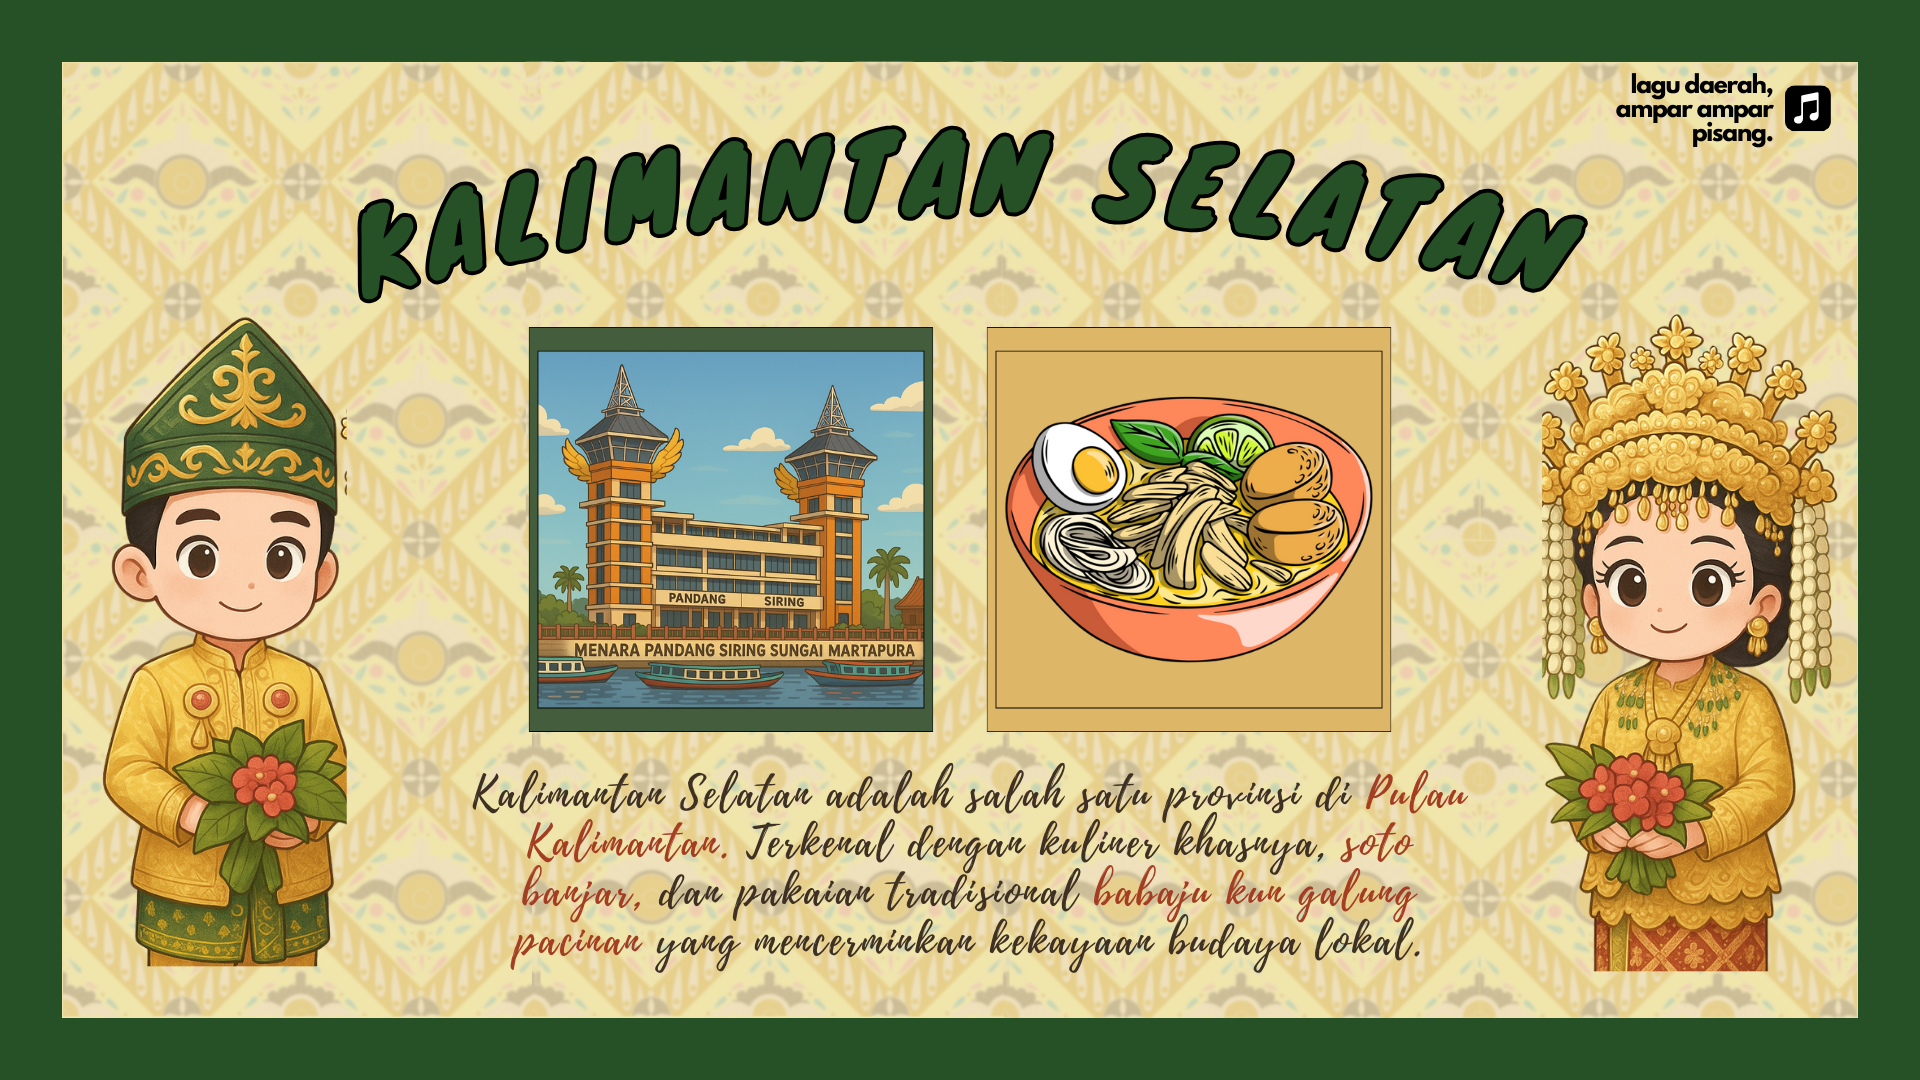 lagu daerah,
ampar ampar
pisang.
KALIMANTAN SELATAN
PANDANG SIRING
MENARA PANDANG SIRING SUNGAI MARTAPURA
Kalimantan Selatan adalah salah satu provinsi di Pulau
Kalimantan. Terkenal dengan kuliner khasnya, soto
banjar, dan pakaian tradisional babaju kun galung
pacinan yang mencerminkan kekayaan budaya lokal.